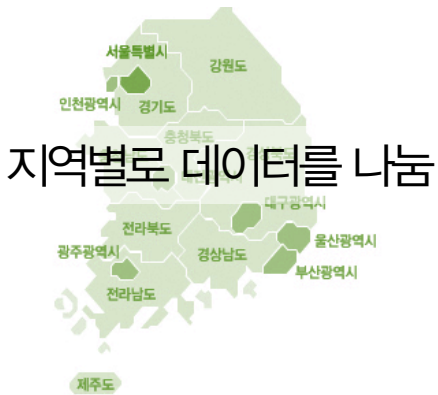 서울특별시
강원도
인천광역시
경기도
충청북도
지역별로 데이터를 나눔
대구광역시
전라북도
울산광역시
광주광역시
경상남도
부산광역시
전라남도
제주도